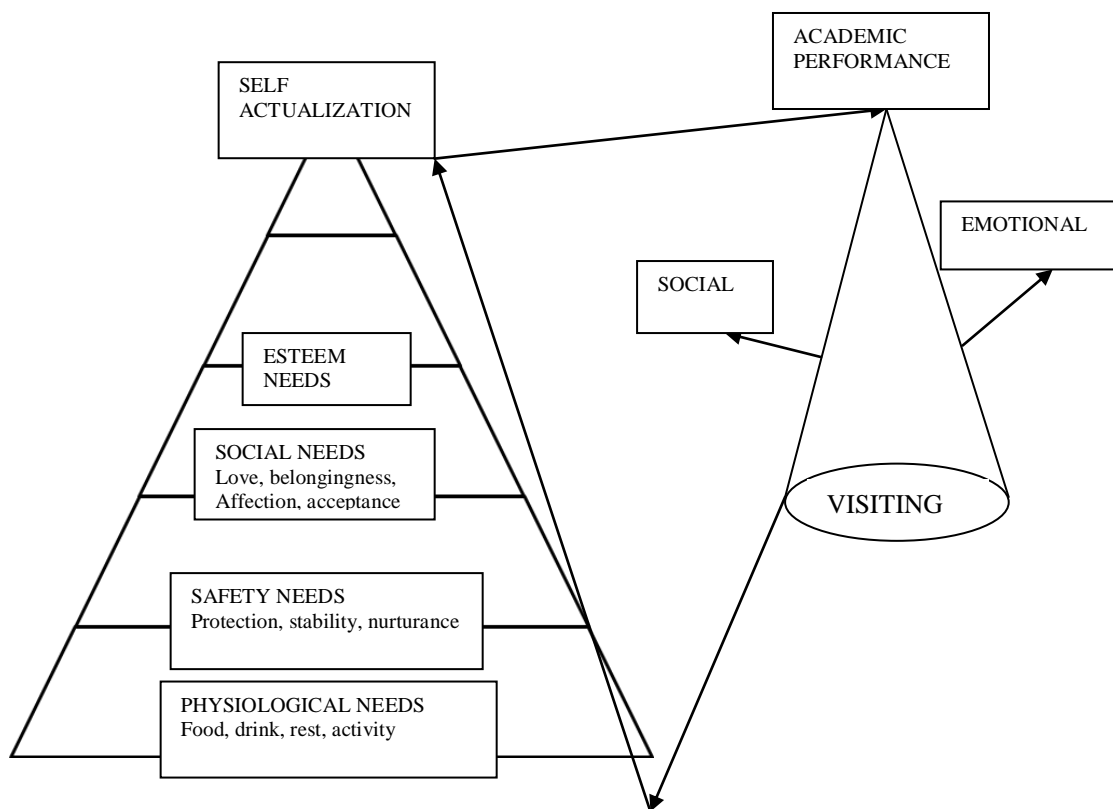 ACADEMIC
PERFORMANCE
SELF
ACTUALIZATION
EMOTIONAL
SOCIAL
ESTEEM
NEEDS
SOCIAL NEEDS
Love, belongingness,
Affection, acceptance
VISITING
SAFETY NEEDS
Protection, stability, nurturance
PHYSIOLOGICAL NEEDS
Food, drink, rest, activity